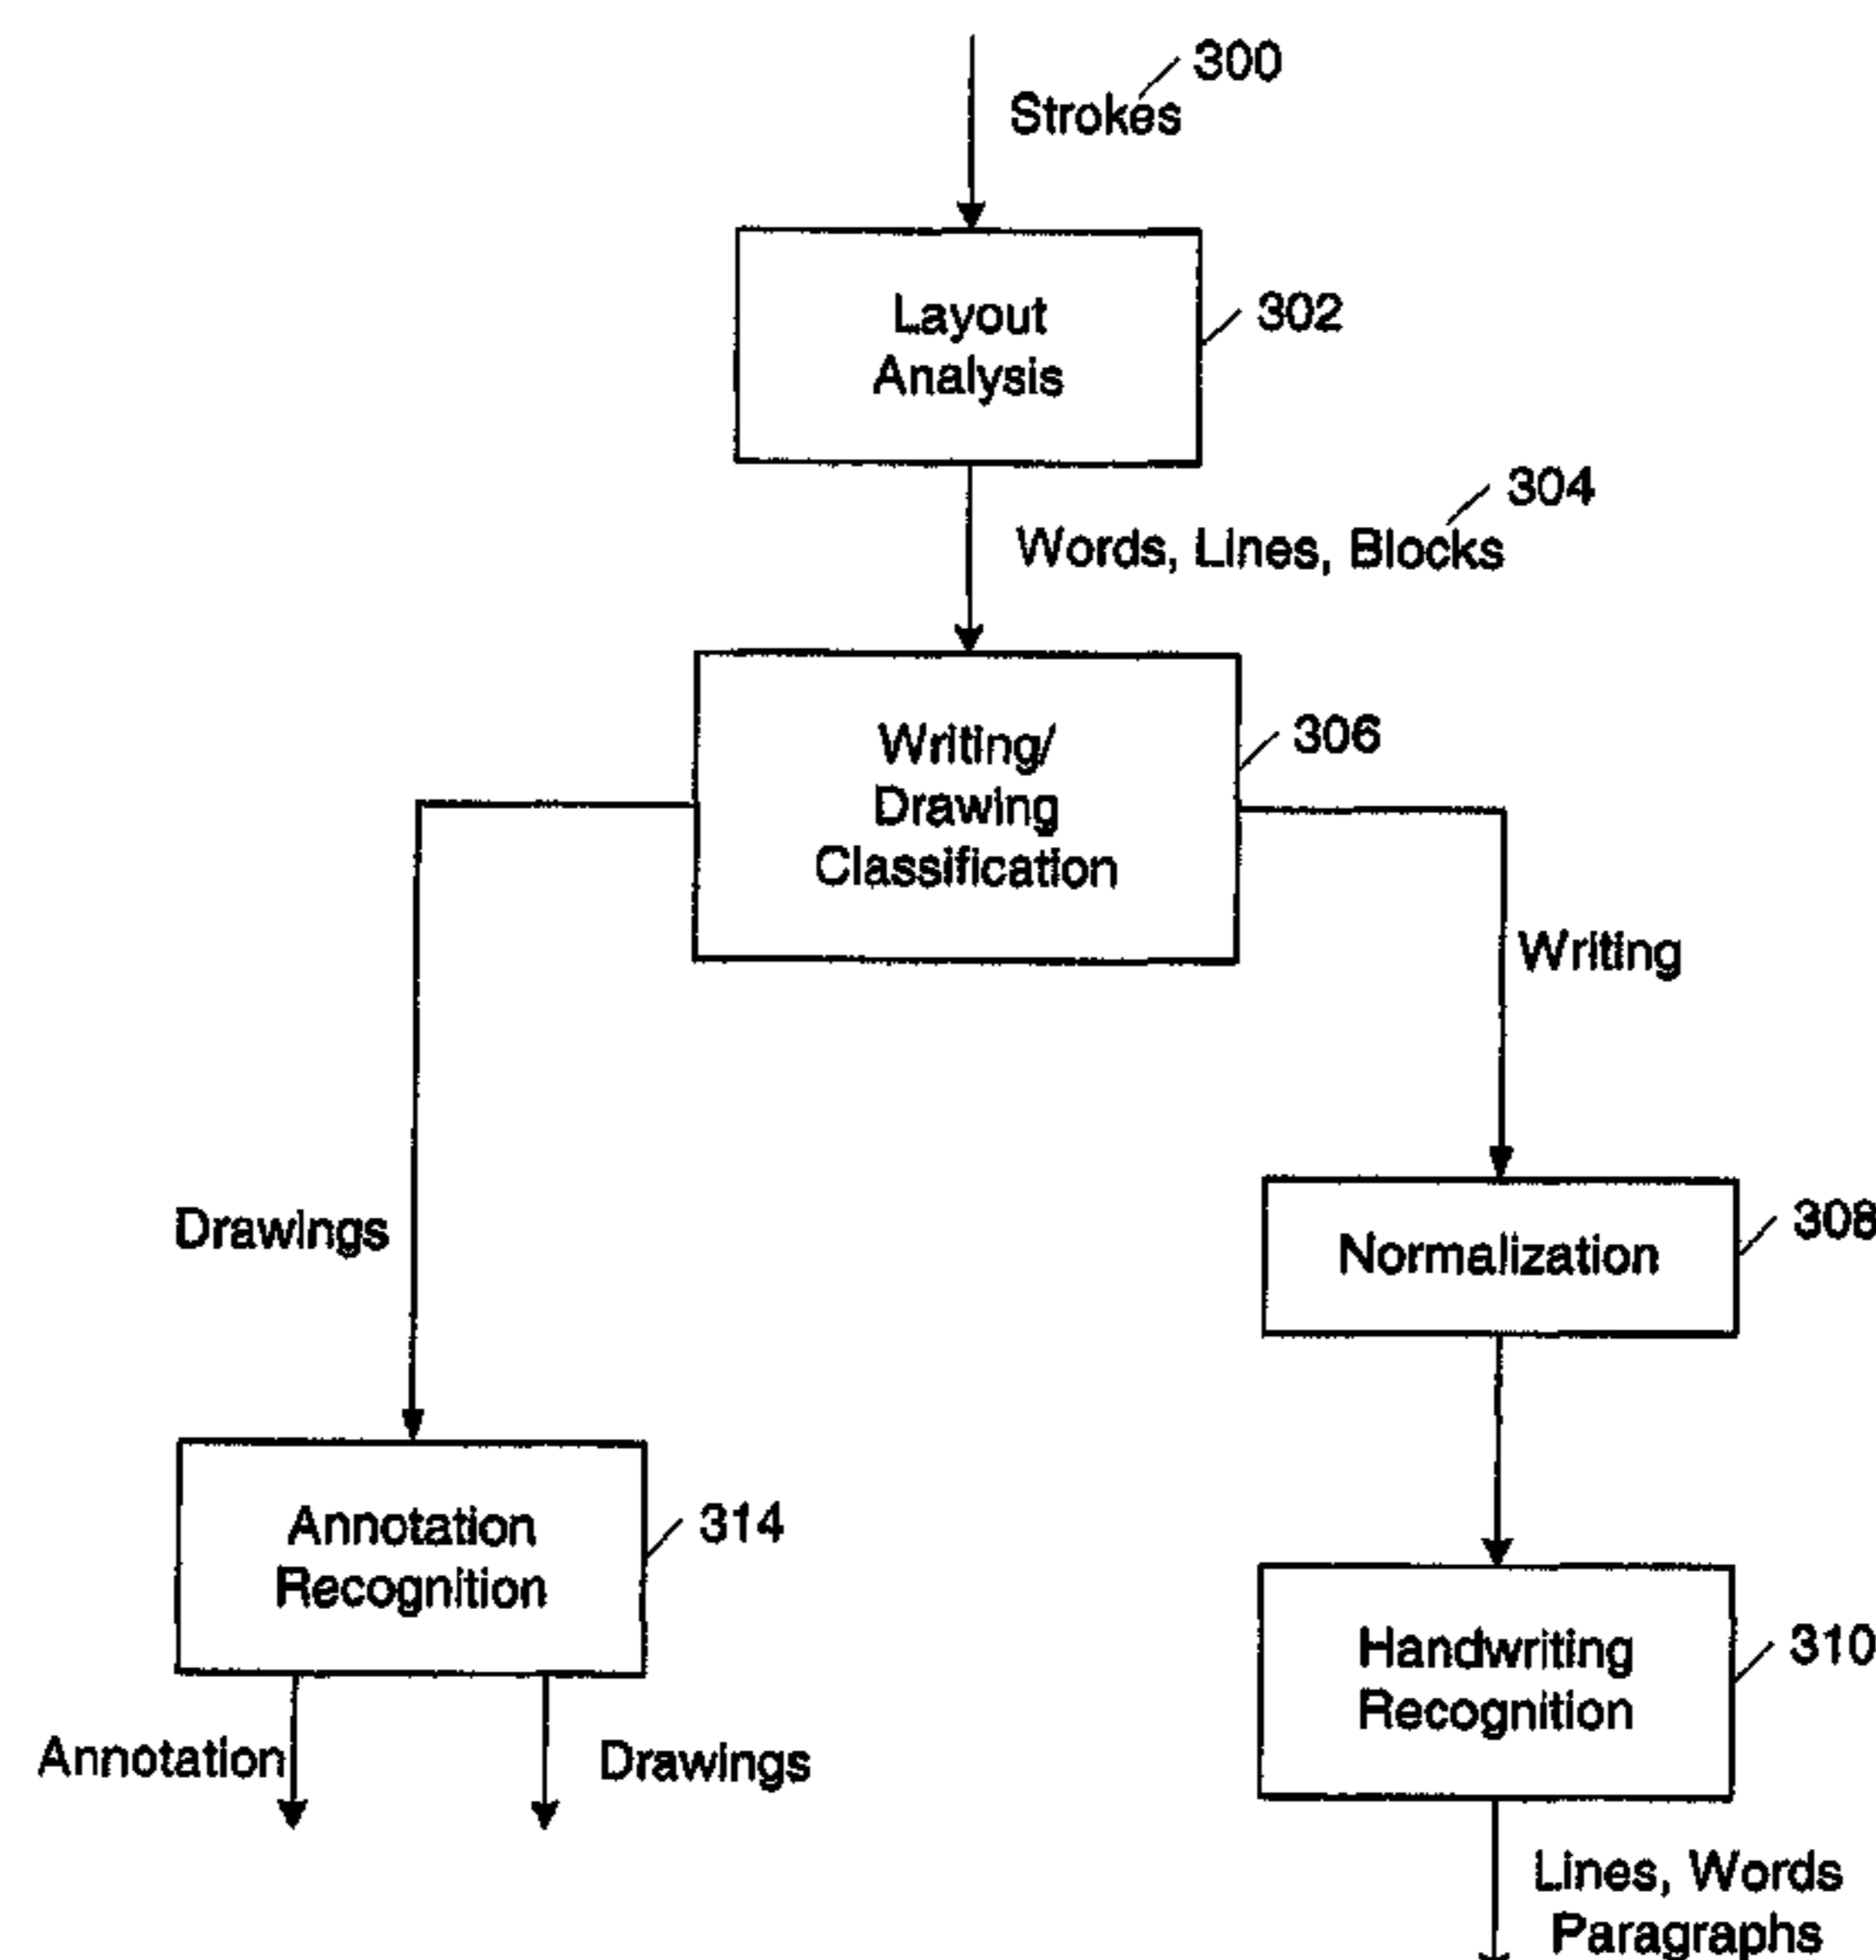 300
Strokes
Layout
Analysis
302
304
Words, Lines, Blocks
Writing/
Drawing
Classification
306
Writing
Drawings
Normalization
308
Annotation
Recognition
314
Handwriting
Recognition
310
Annotation
Drawings
Lines, Words
Paragraphs